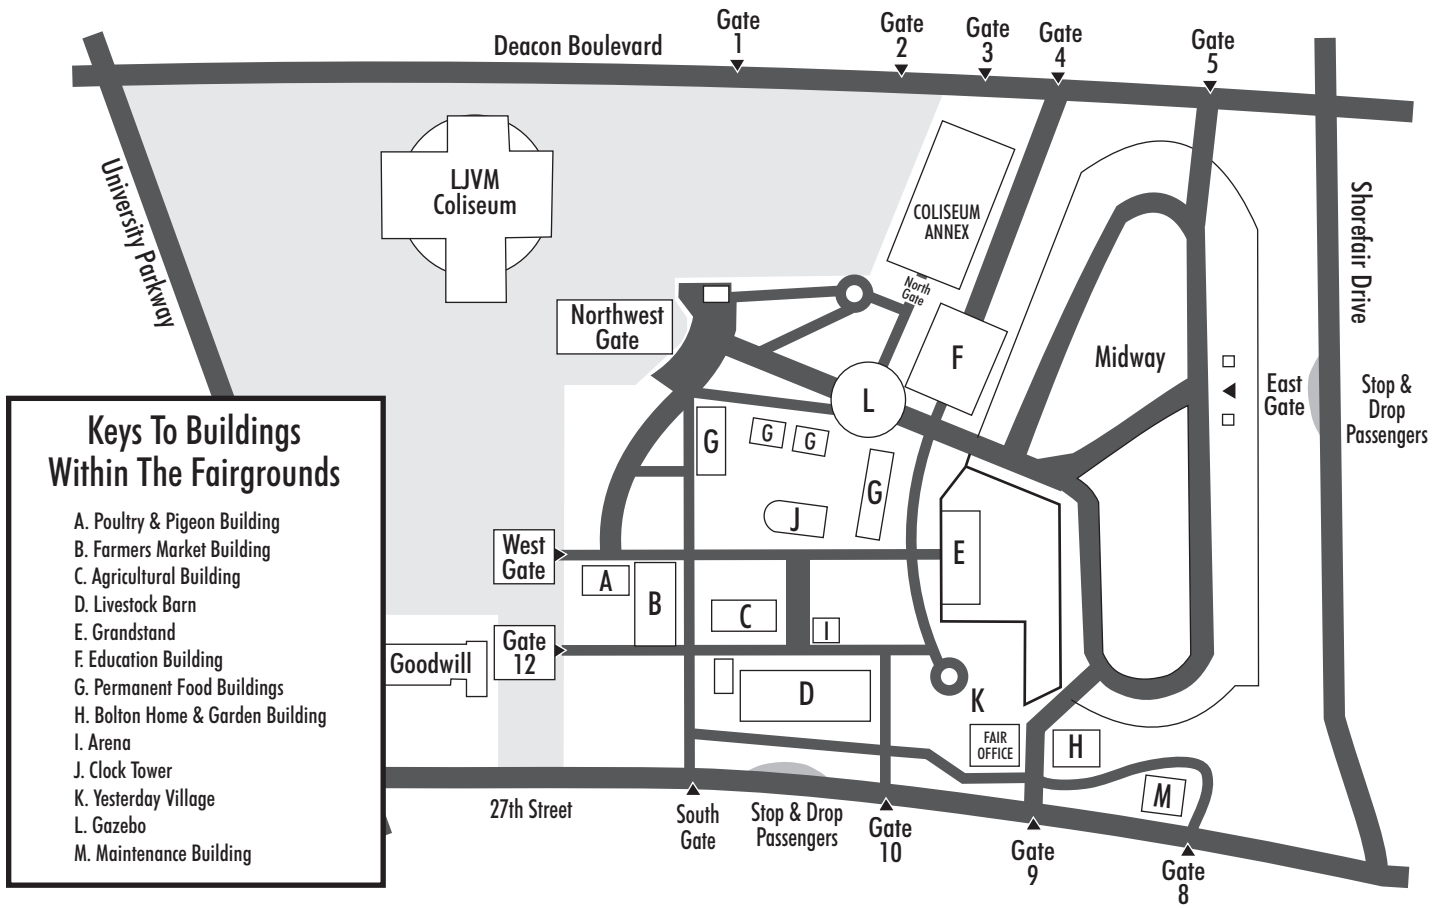 Gate
1
Gate
2
Gate
3
Gate
4
Gate
5
Deacon Boulevard
University Parkway
LJVM
Coliseum
COLISEUM
ANNEX
North
Gate
Shorefair Drive
Northwest
Gate
F
Midway
L
East
Gate
Stop &
Drop
Passengers
G
G
G
G
J
West
Gate
A
B
C
I
E
Gate
12
Goodwill
D
K
FAIR
OFFICE
H
M
27th Street
South
Gate
Stop & Drop
Passengers
Gate
10
Gate
9
Gate
8
Keys To Buildings
Within The Fairgrounds
A. Poultry & Pigeon Building
B. Farmers Market Building
C. Agricultural Building
D. Livestock Barn
E. Grandstand
F. Education Building
G. Permanent Food Buildings
H. Bolton Home & Garden Building
I. Arena
J. Clock Tower
K. Yesterday Village
L. Gazebo
M. Maintenance Building